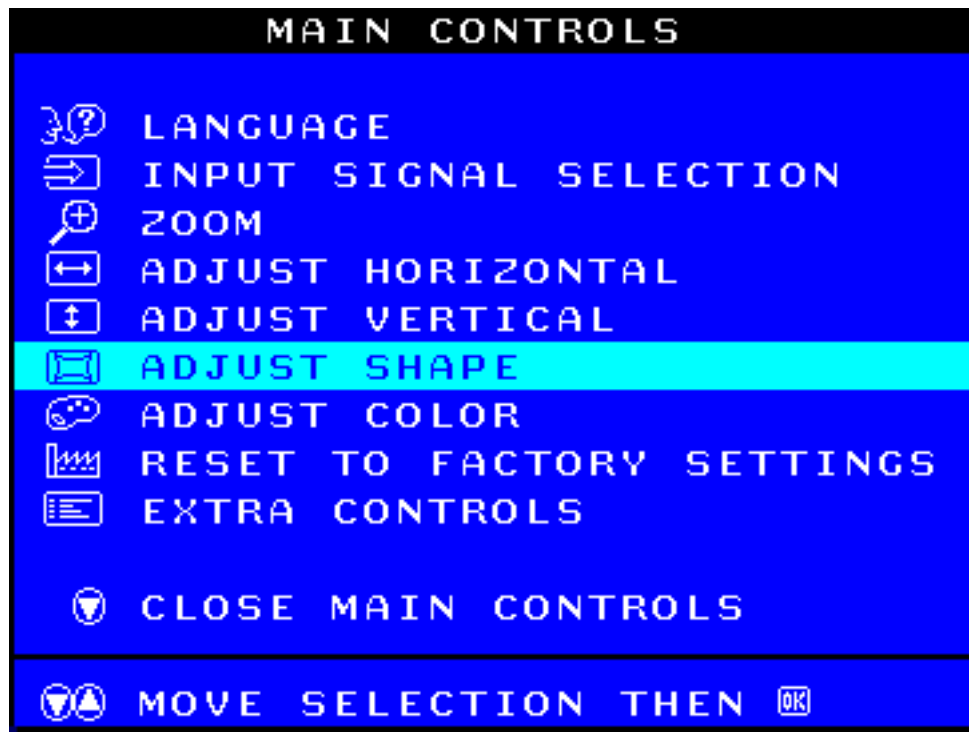 MAIN CONTROLS
LANGUAGE
INPUT SIGNAL SELECTION
ZOOM
ADJUST HORIZONTAL
ADJUST VERTICAL
ADJUST SHAPE
ADJUST COLOR
RESET TO FACTORY SETTINGS
EXTRA CONTROLS
CLOSE MAIN CONTROLS
MOVE SELECTION THEN OK